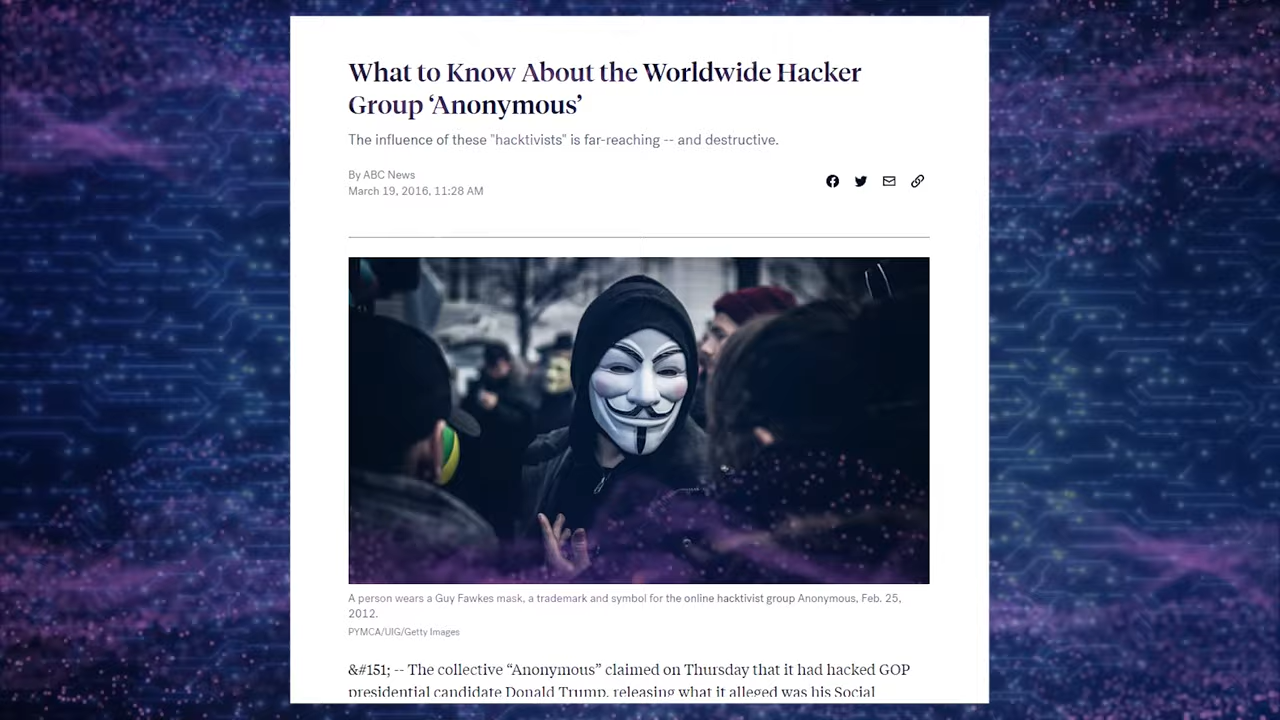 What to Know About the Worldwide Hacker
Group ‘Anonymous’
The influence of these "hacktivists" is far-reaching -- and destructive.
By ABC News
March 19, 2016, 11:28 AM
A person wears a Guy Fawkes mask, a trademark and symbol for the online hacktivist group Anonymous, Feb. 25,
2012.
PYMCA/UIG/Getty Images
&#151; -- The collective “Anonymous” claimed on Thursday that it had hacked GOP
presidential candidate Donald Trump, releasing what it alleged was his Social